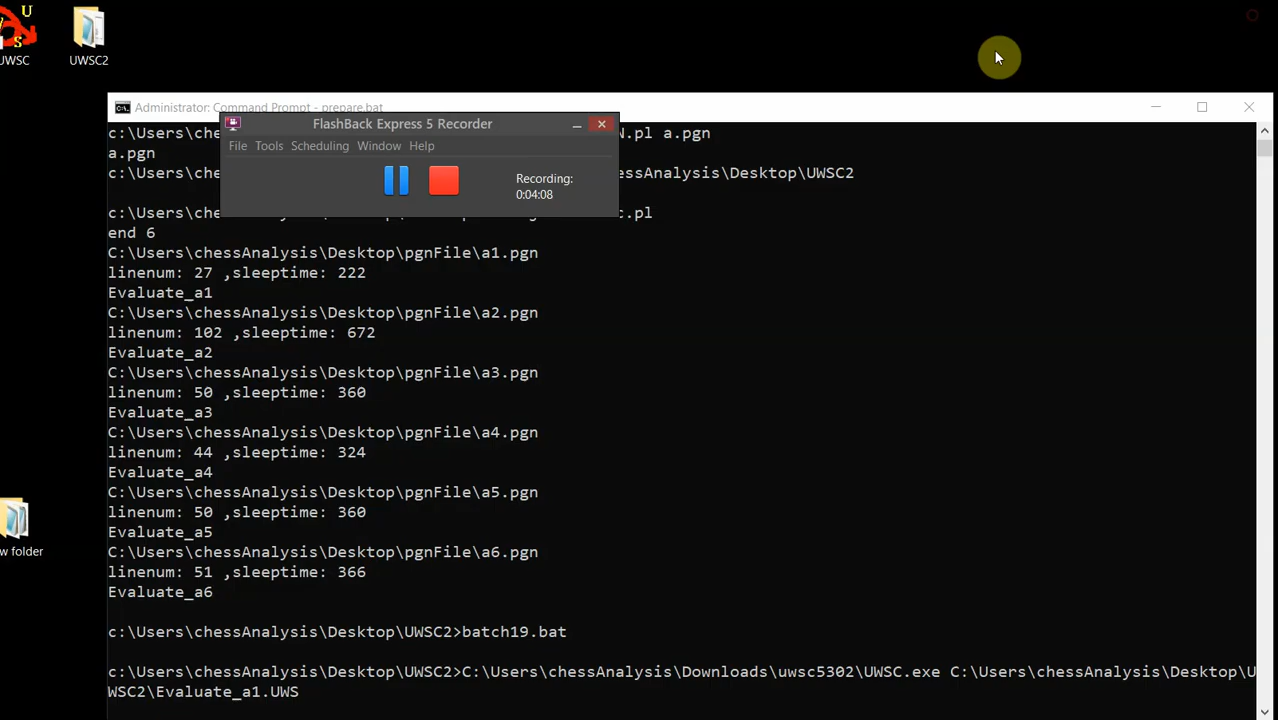 U
S
UWSC
UWSC2
Administrator: Command Prompt - prepare.bat
FlashBack Express 5 Recorder
File Tools Scheduling Window Help
Recording:
0:04:08
c:\Users\c
N.pl a.pgn
a.pgn
c:\Users\c
ssAnalysis\Desktop\UWSC2
c:\Users\c
c.pl
end 6
C:\Users\chessAnalysis\Desktop\pgnFile\a1.pgn
linenum: 27 ,sleeptime: 222
Evaluate_a1
C:\Users\chessAnalysis\Desktop\pgnFile\a2.pgn
linenum: 102 ,sleeptime: 672
Evaluate_a2
C:\Users\chessAnalysis\Desktop\pgnFile\a3.pgn
linenum: 50 ,sleeptime: 360
Evaluate_a3
C:\Users\chessAnalysis\Desktop\pgnFile\a4.pgn
linenum: 44 ,sleeptime: 324
Evaluate_a4
C:\Users\chessAnalysis\Desktop\pgnFile\a5.pgn
linenum: 50 ,sleeptime: 360
Evaluate_a5
C:\Users\chessAnalysis\Desktop\pgnFile\a6.pgn
linenum: 51 ,sleeptime: 366
Evaluate_a6
w folder
c:\Users\chessAnalysis\Desktop\UWSC2>batch19.bat
c:\Users\chessAnalysis\Desktop\UWSC2>C:\Users\chessAnalysis\Downloads\uwsc5302\UWSC.exe C:\Users\chessAnalysis\Desktop\U
WSC2\Evaluate_a1.UWS